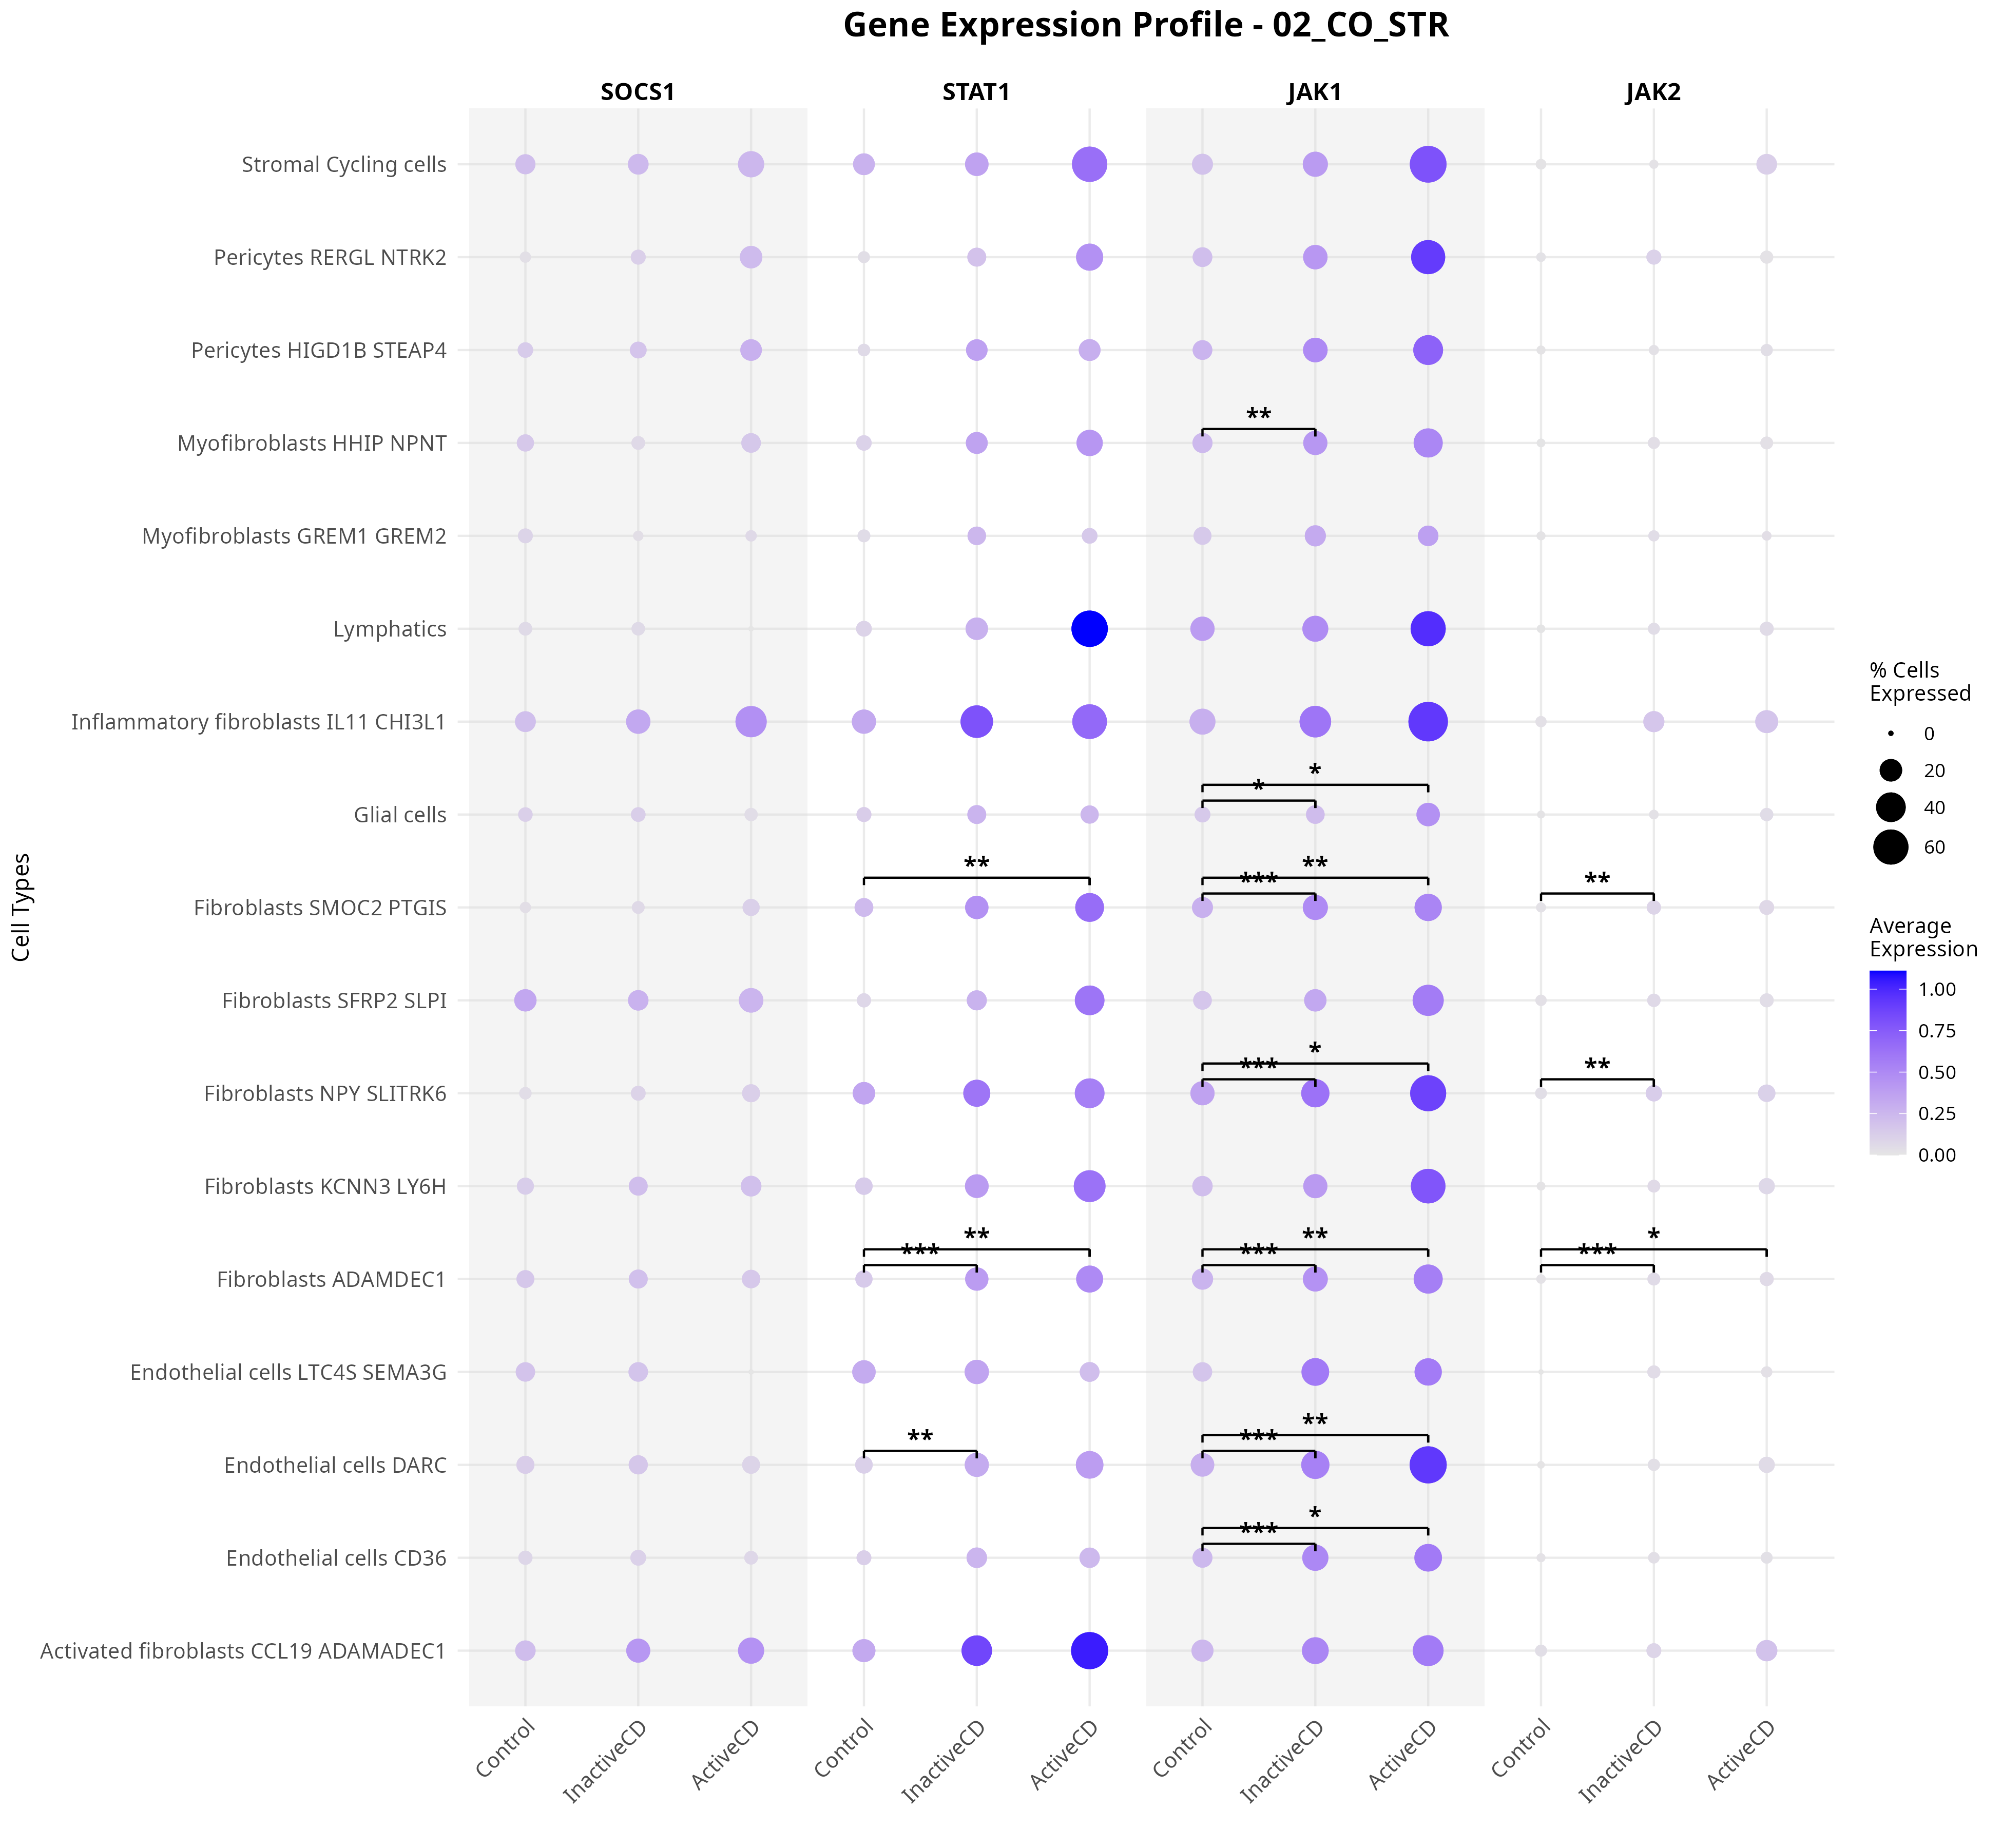 Gene Expression Profile - 02_CO_STR
SOCS1 STAT1 JAK1 JAK2
Cell Types
Stromal Cycling cells
Pericytes RERGL NTRK2
Pericytes HIGD1B STEAP4
**
Myofibroblasts HHIP NPNT
Myofibroblasts GREM1 GREM2
Lymphatics
Inflammatory fibroblasts IL11 CHI3L1
*
*
Glial cells
** **
*** **
Fibroblasts SMOC2 PTGIS
Fibroblasts SFRP2 SLPI
*
*** **
Fibroblasts NPY SLITRK6
Fibroblasts KCNN3 LY6H
** ** *
*** *** ***
Fibroblasts ADAMDEC1
Endothelial cells LTC4S SEMA3G
**
** ***
Endothelial cells DARC
*
***
Endothelial cells CD36
Activated fibroblasts CCL19 ADAMADEC1
Control InactiveCD ActiveCD Control InactiveCD ActiveCD Control InactiveCD ActiveCD Control InactiveCD ActiveCD
% Cells
Expressed
0
20
40
60
Average
Expression
1.00
0.75
0.50
0.25
0.00